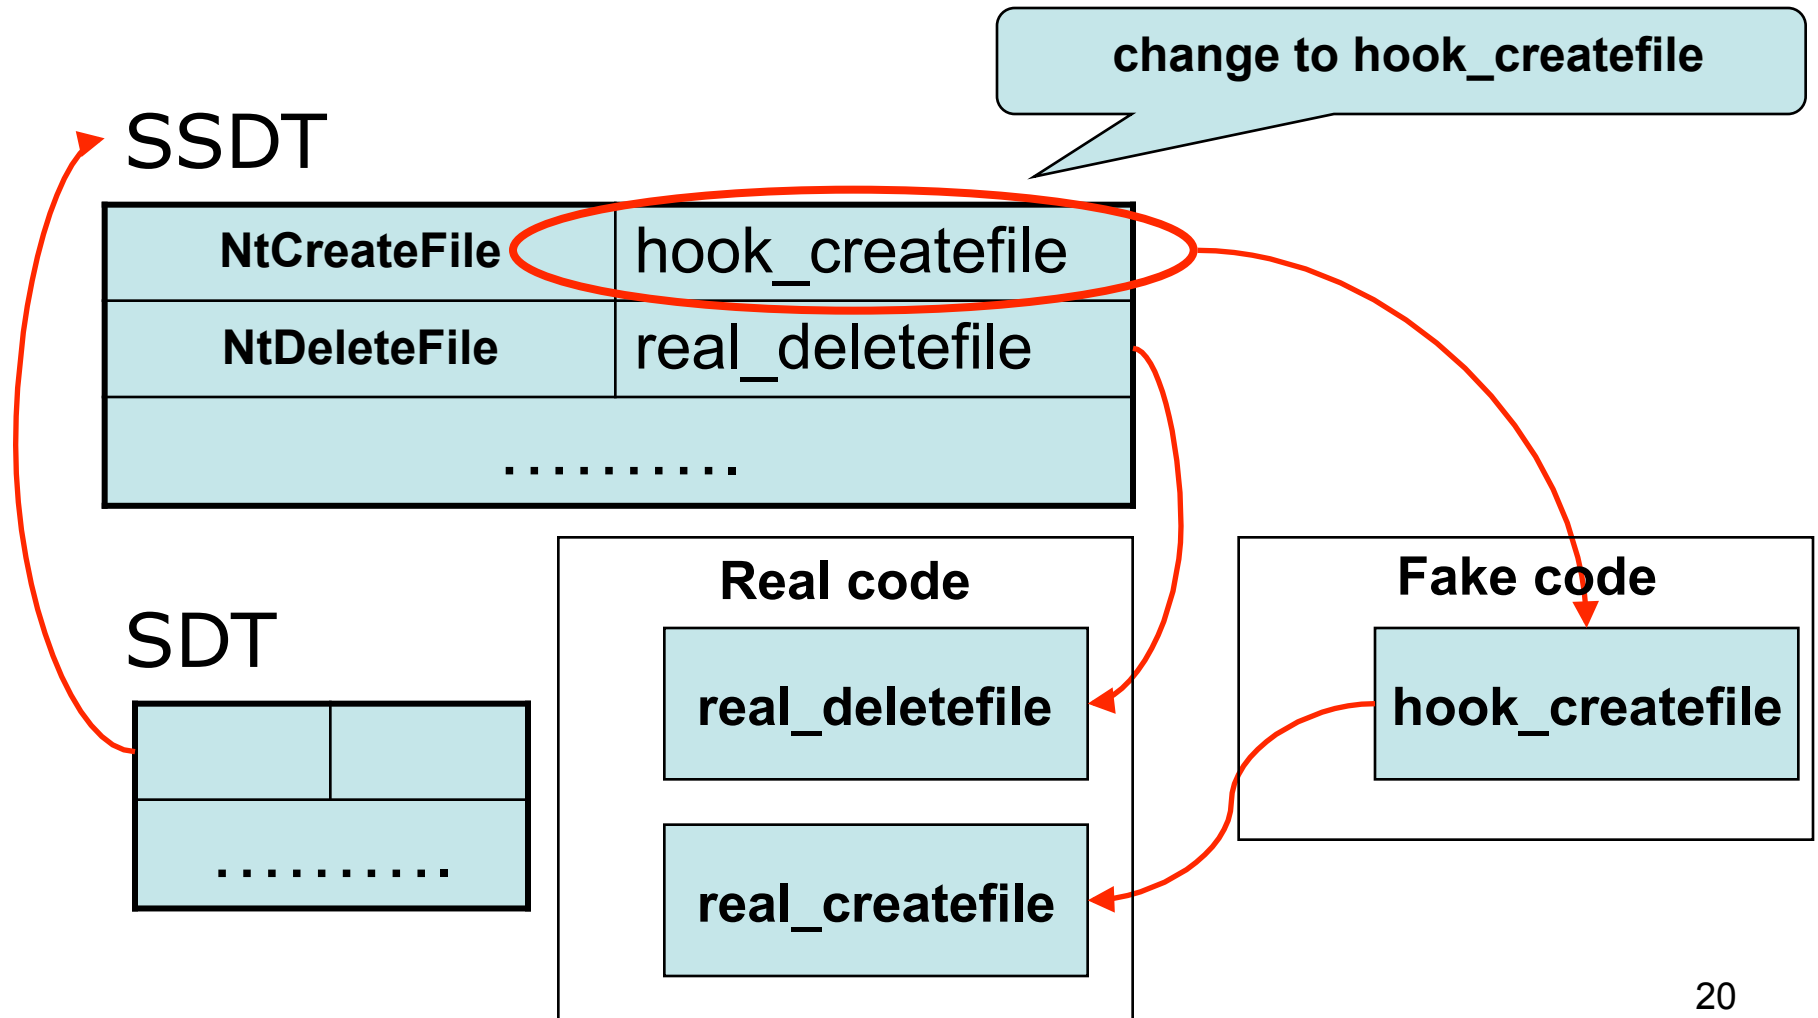 change to hook_createfile
SSDT
NtCreateFile hook_createfile
NtDeleteFile real_deletefile
..........
SDT
..........
Real code
real_deletefile
real_createfile
Fake code
hook_createfile
20